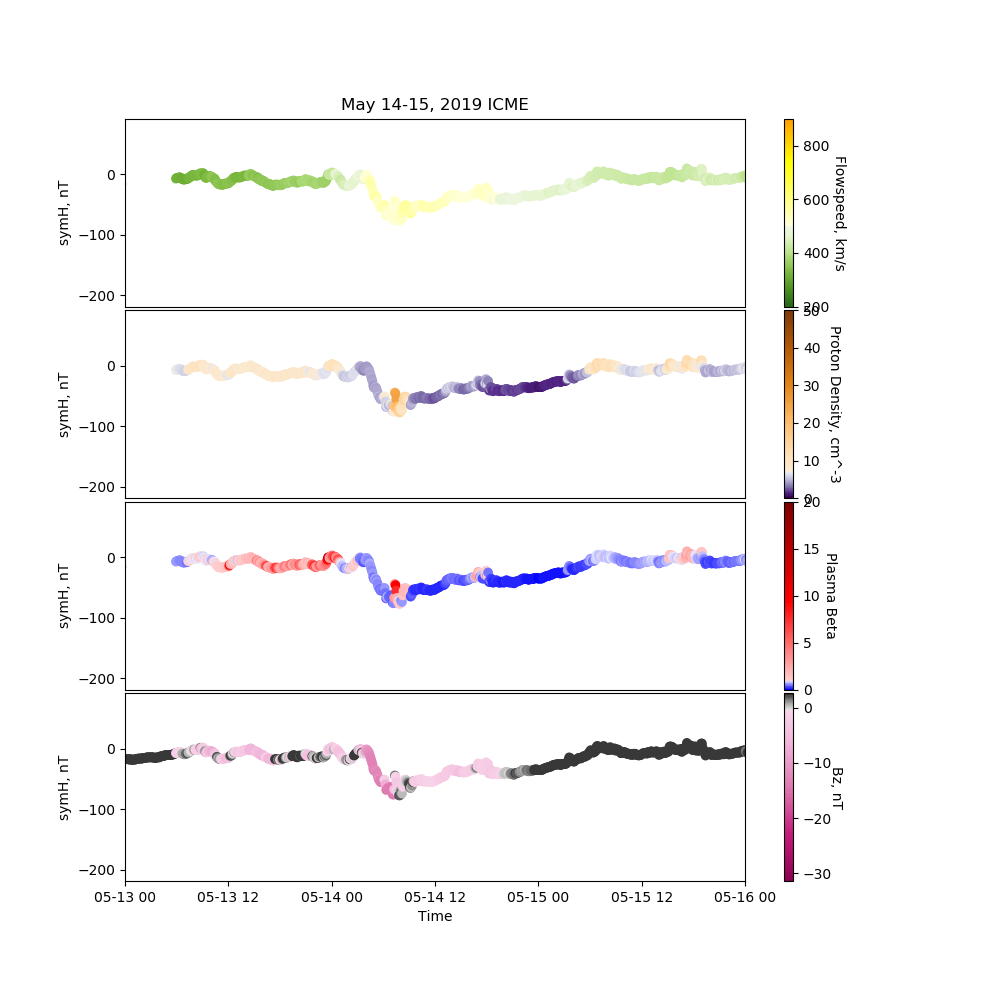 May 14-15, 2019 ICME
0
−100
−200
symH, nT
800
600
400
200
Flowspeed, km/s
0
−100
−200
symH, nT
50
40
30
20
10
0
Proton Density, cm^-3
0
−100
−200
symH, nT
20
15
10
5
0
Plasma Beta
0
−100
−200
symH, nT
0
−10
−20
−30
Bz, nT
05-13 00 05-13 12 05-14 00 05-14 12 05-15 00 05-15 12 05-16 00
Time